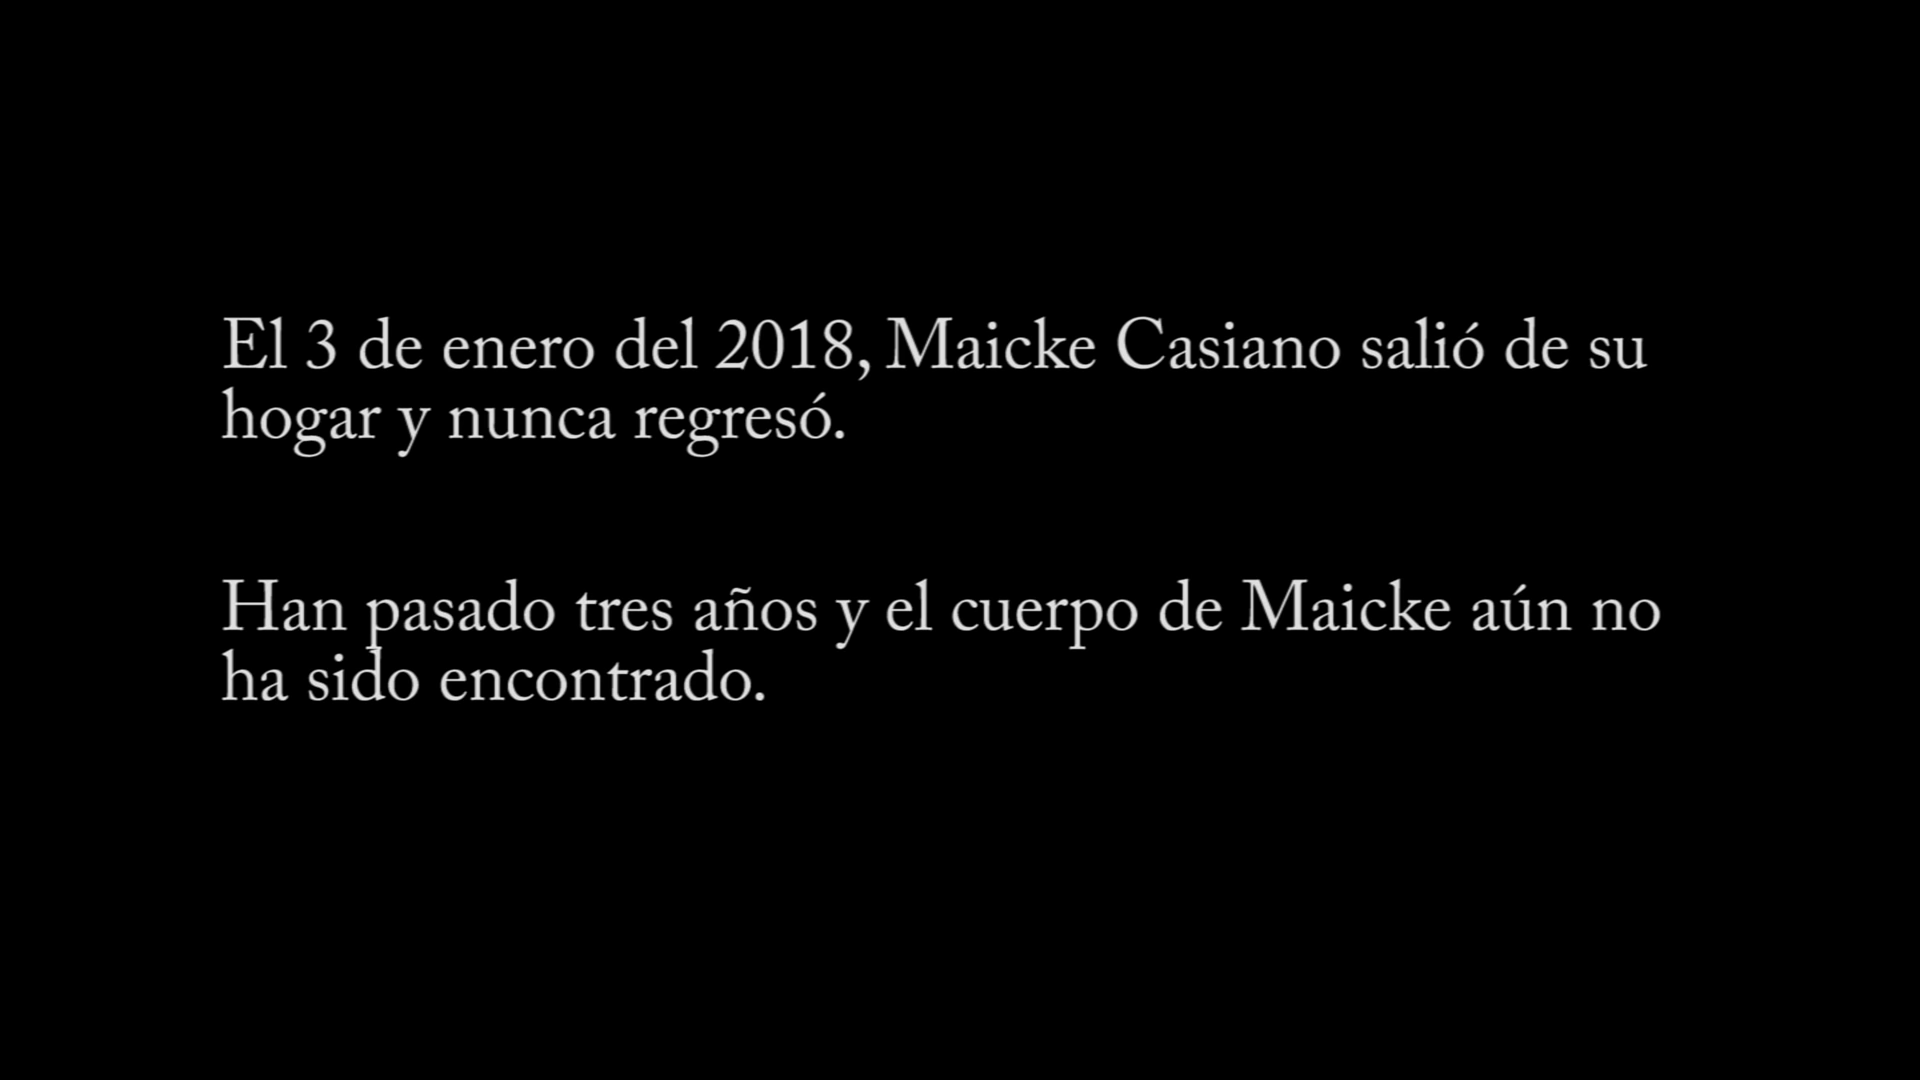 El 3 de enero del 2018, Maicke Casiano salió de su
hogar y nunca regresó.
Han pasado tres años y el cuerpo de Maicke aún no
ha sido encontrado.